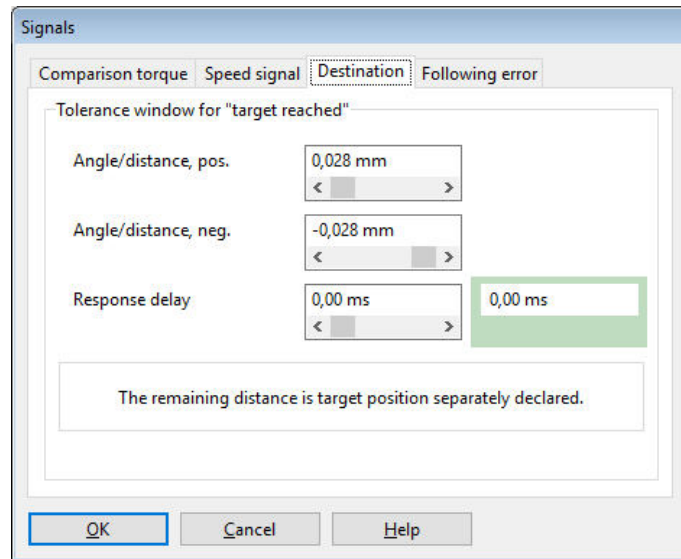 Signals
Comparison torque Speed signal Destination Following error
Tolerance window for "target reached"
Angle/distance, pos. 0,028 mm
Angle/distance, neg. -0,028 mm
Response delay 0,00 ms 0,00 ms
The remaining distance is target position separately declared.
OK Cancel Help